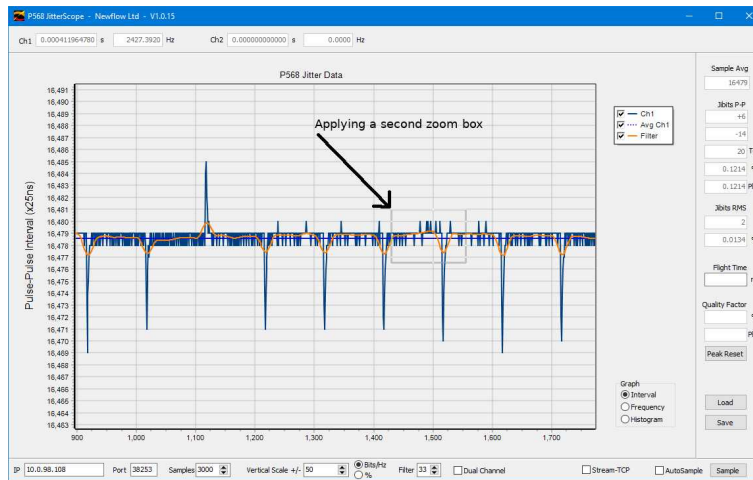 P568 JitterScope - Newflow Ltd - V1.0.15
Ch1 0.000411964780 s 2427.3920 Hz Ch2 0.000000000000 s 0.0000 Hz
P568 Jitter Data
Applying a second zoom box
Pulse-Pulse Interval (x25ns)
16,491
16,490
16,489
16,488
16,487
16,486
16,485
16,484
16,483
16,482
16,481
16,480
16,479
16,478
16,477
16,476
16,475
16,474
16,473
16,472
16,471
16,470
16,469
16,468
16,467
16,466
16,465
16,464
16,463
900 1,000 1,100 1,200 1,300 1,400 1,500 1,600 1,700
Ch1
Avg Ch1
Filter
Graph
Interval
Frequency
Histogram
Sample Avg
16479
Jibits P-P
+6
-14
20 T
0.1214
0.1214 Pl
Jibits RMS
2
0.0134
Flight Time
Quality Factor
Pl
Peak Reset
Load
Save
IP 10.0.98.108 Port 38253 Samples 3000 Vertical Scale +/- 50 Bits/Hz % Filter 33 Dual Channel Stream-TCP AutoSample Sample